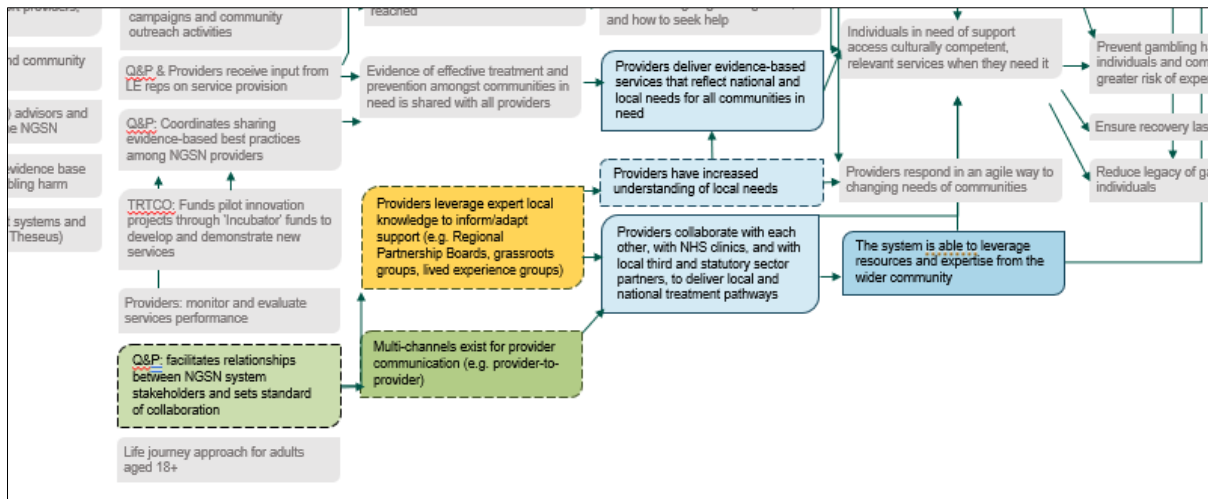 rt providers,
nd community
) advisors and
ne NGSN
evidence base
bling harm
t systems and
Theseus)
campaigns and community
outreach activities
Q&P & Providers receive input from
LE reps on service provision
Q&P: Coordinates sharing
evidence-based best practices
among NGSN providers
TRTCO: Funds pilot innovation
projects through 'Incubator' funds to
develop and demonstrate new
services
Providers: monitor and evaluate
services performance
Q&P: facilitates relationships
between NGSN system
stakeholders and sets standard
of collaboration
Life journey approach for adults
aged 18+
reached
Evidence of effective treatment and
prevention amongst communities in
need is shared with all providers
Providers leverage expert local
knowledge to inform/adapt
support (e.g. Regional
Partnership Boards, grassroots
groups, lived experience groups)
Multi-channels exist for provider
communication (e.g. provider-to-
provider)
and how to seek help
Providers deliver evidence-based
services that reflect national and
local needs for all communities in
need
Providers have increased
understanding of local needs
Providers collaborate with each
other, with NHS clinics, and with
local third and statutory sector
partners, to deliver local and
national treatment pathways
Individuals in need of support
access culturally competent,
relevant services when they need it
Providers respond in an agile way to
changing needs of communities
The system is able to leverage
resources and expertise from the
wider community
Prevent gambling h
individuals and com
greater risk of expe
Ensure recovery las
Reduce legacy of ga
individuals